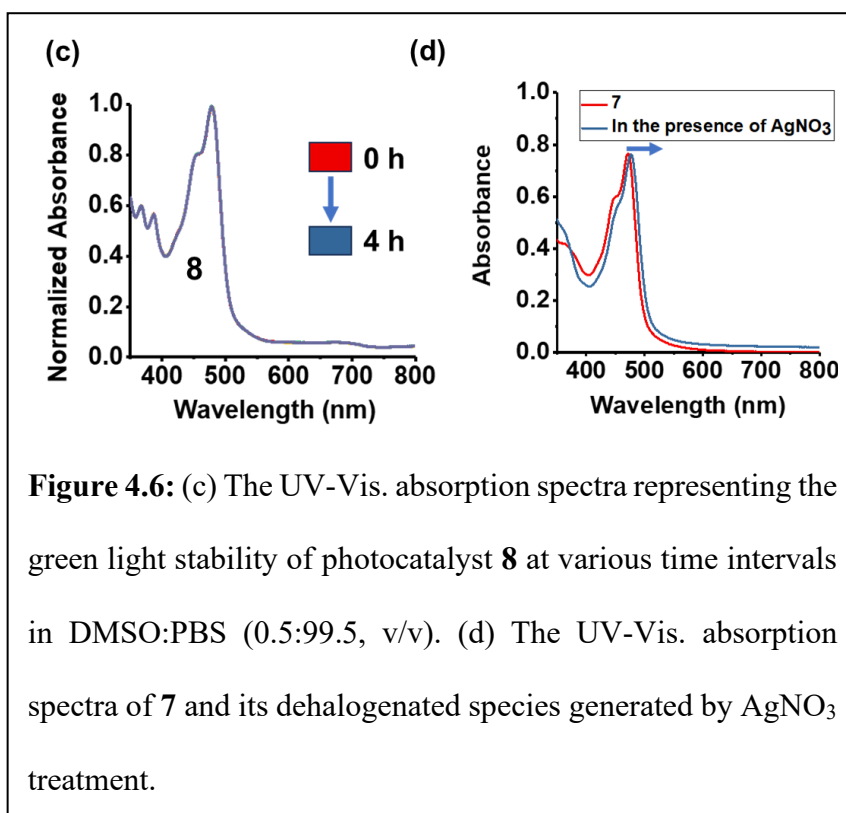 (c)
Normalized Absorbance
1.0
0.8
0.6
0.4
0.2
0.0
0 h
4 h
8
400 500 600 700 800
Wavelength (nm)
(d)
Absorbance
1.0
0.8
0.6
0.4
0.2
0.0
7
In the presence of AgNO₃
400 500 600 700 800
Wavelength (nm)
Figure 4.6: (c) The UV-Vis. absorption spectra representing the
green light stability of photocatalyst 8 at various time intervals
in DMSO:PBS (0.5:99.5, v/v). (d) The UV-Vis. absorption
spectra of 7 and its dehalogenated species generated by AgNO₃
treatment.